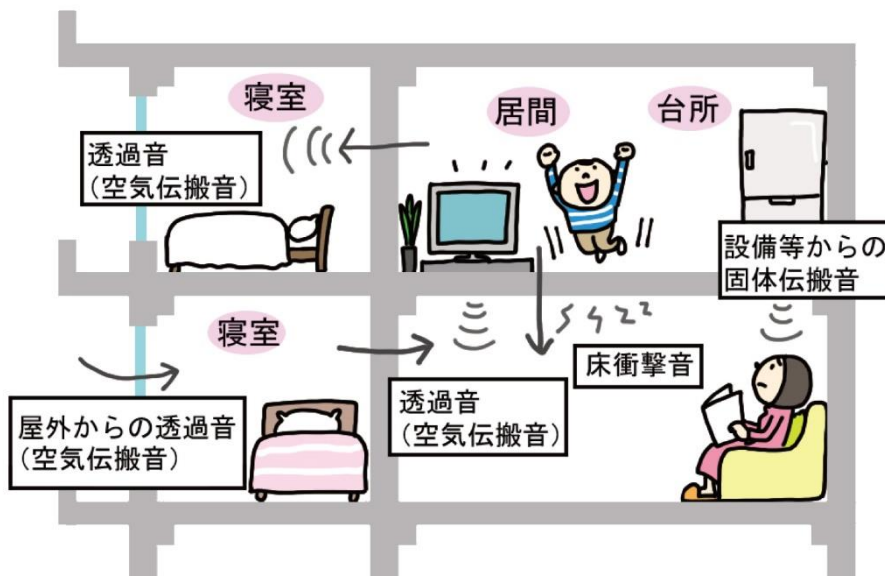 寝室
居間
台所
透過音
(空気伝搬音)
設備等からの
固体伝搬音
寝室
床衝撃音
透過音
(空気伝搬音)
屋外からの透過音
(空気伝搬音)